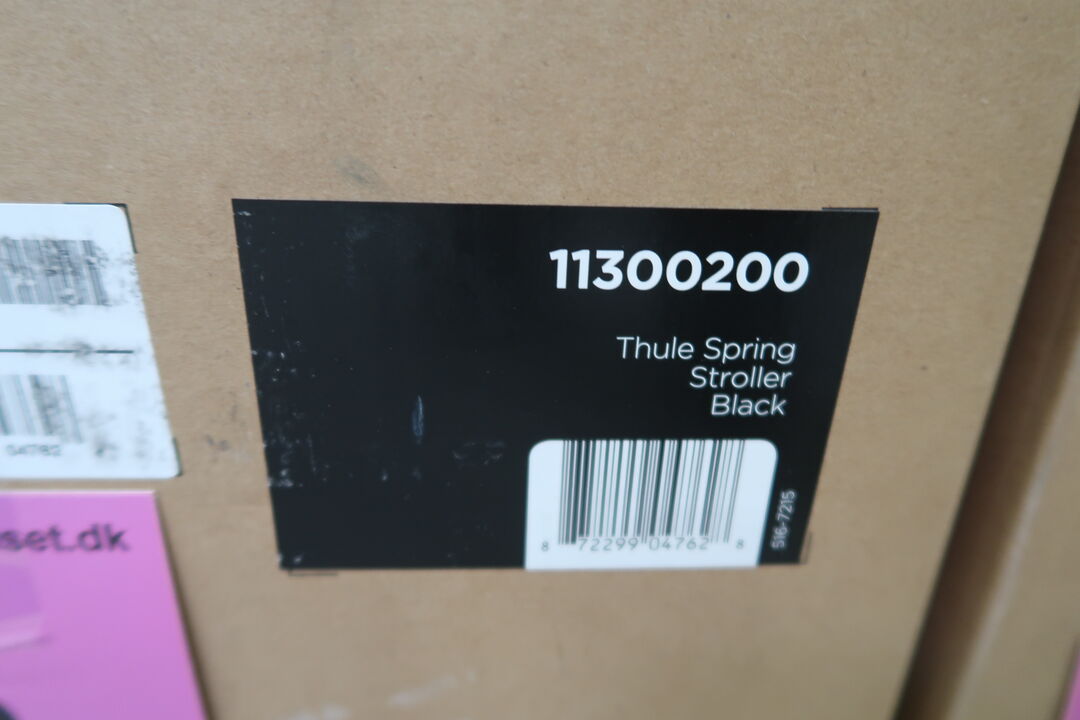 11300200
Thule Spring
Stroller
Black
8 72299 04762 8
516-7215
04762
set.dk